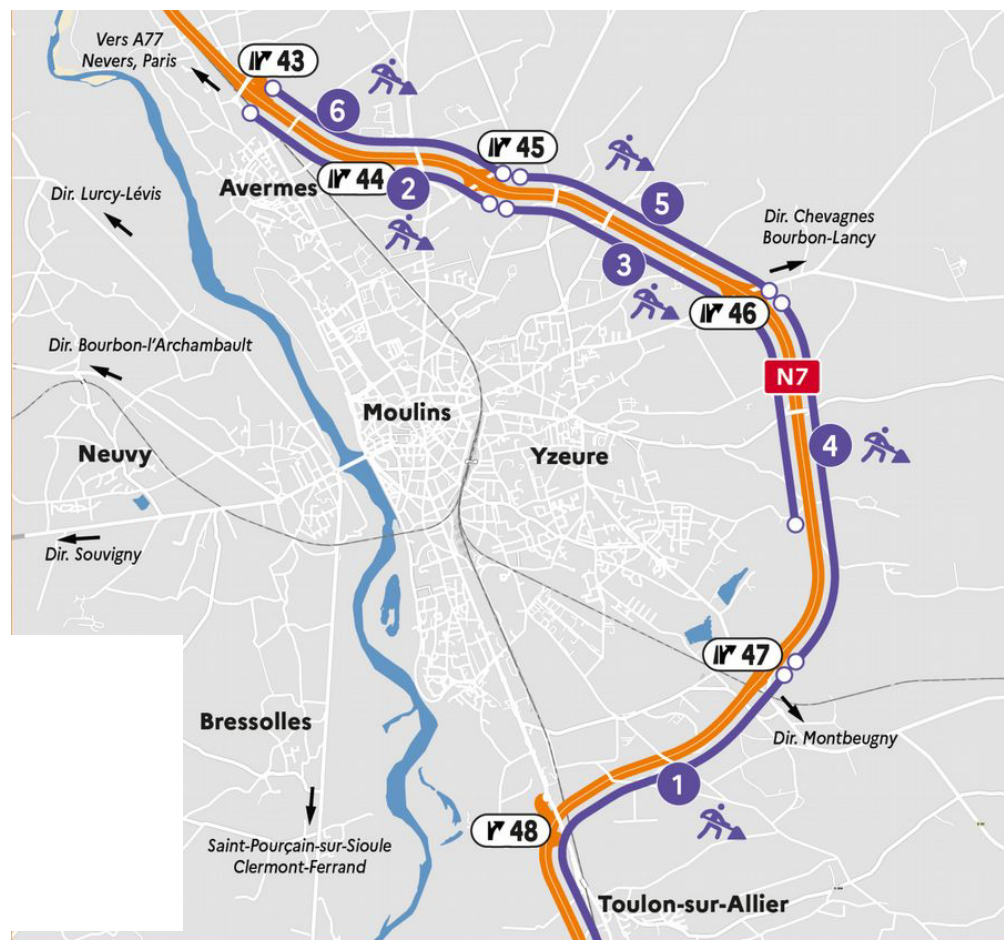 Vers A77
Nevers, Paris
43
6
45
44
2
Avermes
5
Dir. Lurcy-Lévis
Dir. Chevagnes
Bourbon-Lancy
3
46
Dir. Bourbon-l'Archambault
N7
Moulins
4
Neuvy
Yzeure
Dir. Souvigny
47
Bressolles
Dir. Montbeugny
1
48
Saint-Pourçain-sur-Sioule
Clermont-Ferrand
Toulon-sur-Allier